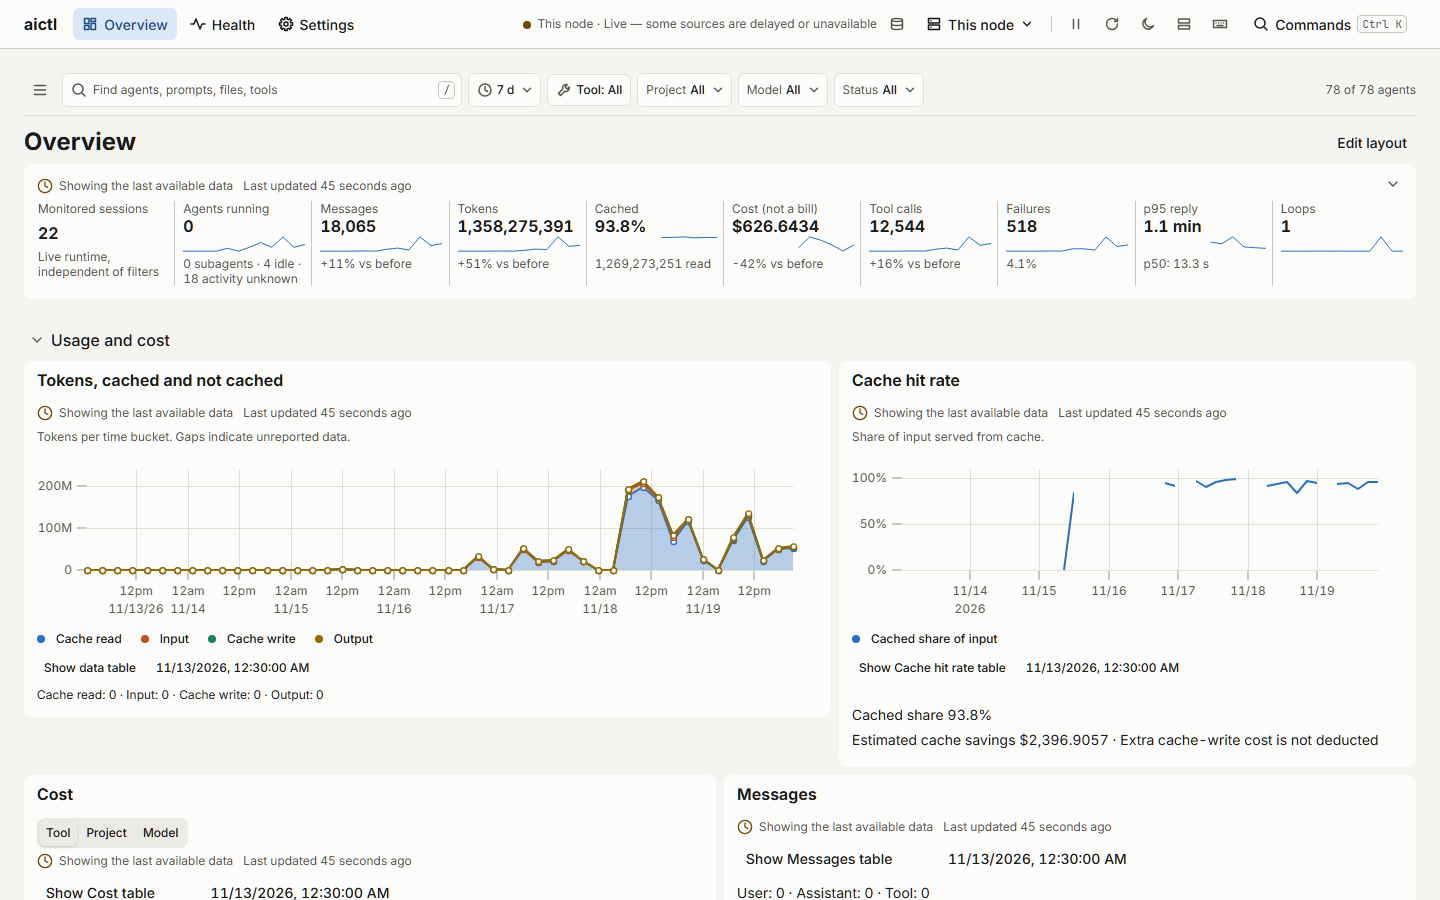 aictl Overview Health Settings This node · Live — some sources are delayed or unavailable This node Commands Ctrl K
Find agents, prompts, files, tools / 7 d Tool: All Project All Model All Status All 78 of 78 agents
Overview Edit layout
Showing the last available data Last updated 45 seconds ago
Monitored sessions
22
Live runtime,
independent of filters
Agents running
0
0 subagents · 4 idle ·
18 activity unknown
Messages
18,065
+11% vs before
Tokens
1,358,275,391
+51% vs before
Cached
93.8%
1,269,273,251 read
Cost (not a bill)
$626.6434
-42% vs before
Tool calls
12,544
+16% vs before
Failures
518
4.1%
p95 reply
1.1 min
p50: 13.3 s
Loops
1
Usage and cost
Tokens, cached and not cached
Showing the last available data Last updated 45 seconds ago
Tokens per time bucket. Gaps indicate unreported data.
200M
100M
0
12pm 12am 12pm 12am 12pm 12am 12pm 12am 12pm 12am 12pm 12am 12pm
11/13/26 11/14 11/15 11/16 11/17 11/18 11/19
Cache read Input Cache write Output
Show data table 11/13/2026, 12:30:00 AM
Cache read: 0 · Input: 0 · Cache write: 0 · Output: 0
Cache hit rate
Showing the last available data Last updated 45 seconds ago
Share of input served from cache.
100%
50%
0%
11/14 11/15 11/16 11/17 11/18 11/19
2026
Cached share of input
Show Cache hit rate table 11/13/2026, 12:30:00 AM
Cached share 93.8%
Estimated cache savings $2,396.9057 · Extra cache-write cost is not deducted
Cost
Tool Project Model
Showing the last available data Last updated 45 seconds ago
Show Cost table 11/13/2026, 12:30:00 AM
Messages
Showing the last available data Last updated 45 seconds ago
Show Messages table 11/13/2026, 12:30:00 AM
User: 0 · Assistant: 0 · Tool: 0